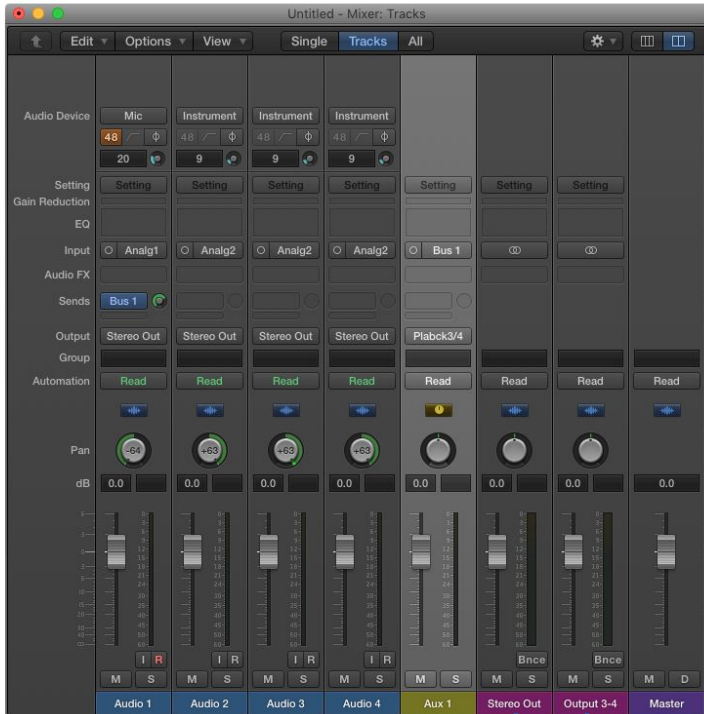 Untitled - Mixer: Tracks
Edit Options View Single Tracks All
Audio Device Mic Instrument Instrument Instrument
48 48 48 48
20 9 9 9
Setting Setting Setting Setting Setting Setting Setting Setting
Gain Reduction
EQ
Input Analg1 Analg2 Analg2 Analg2 Bus 1
Audio FX
Sends Bus 1
Output Stereo Out Stereo Out Stereo Out Stereo Out Plabck3/4
Group
Automation Read Read Read Read Read Read Read Read
Pan -64 +63 +63 +63
dB 0.0 0.0 0.0 0.0 0.0 0.0 0.0 0.0
I R I R I R I R Bnce Bnce
M S M S M S M S M S M S M S M D
Audio 1 Audio 2 Audio 3 Audio 4 Aux 1 Stereo Out Output 3-4 Master